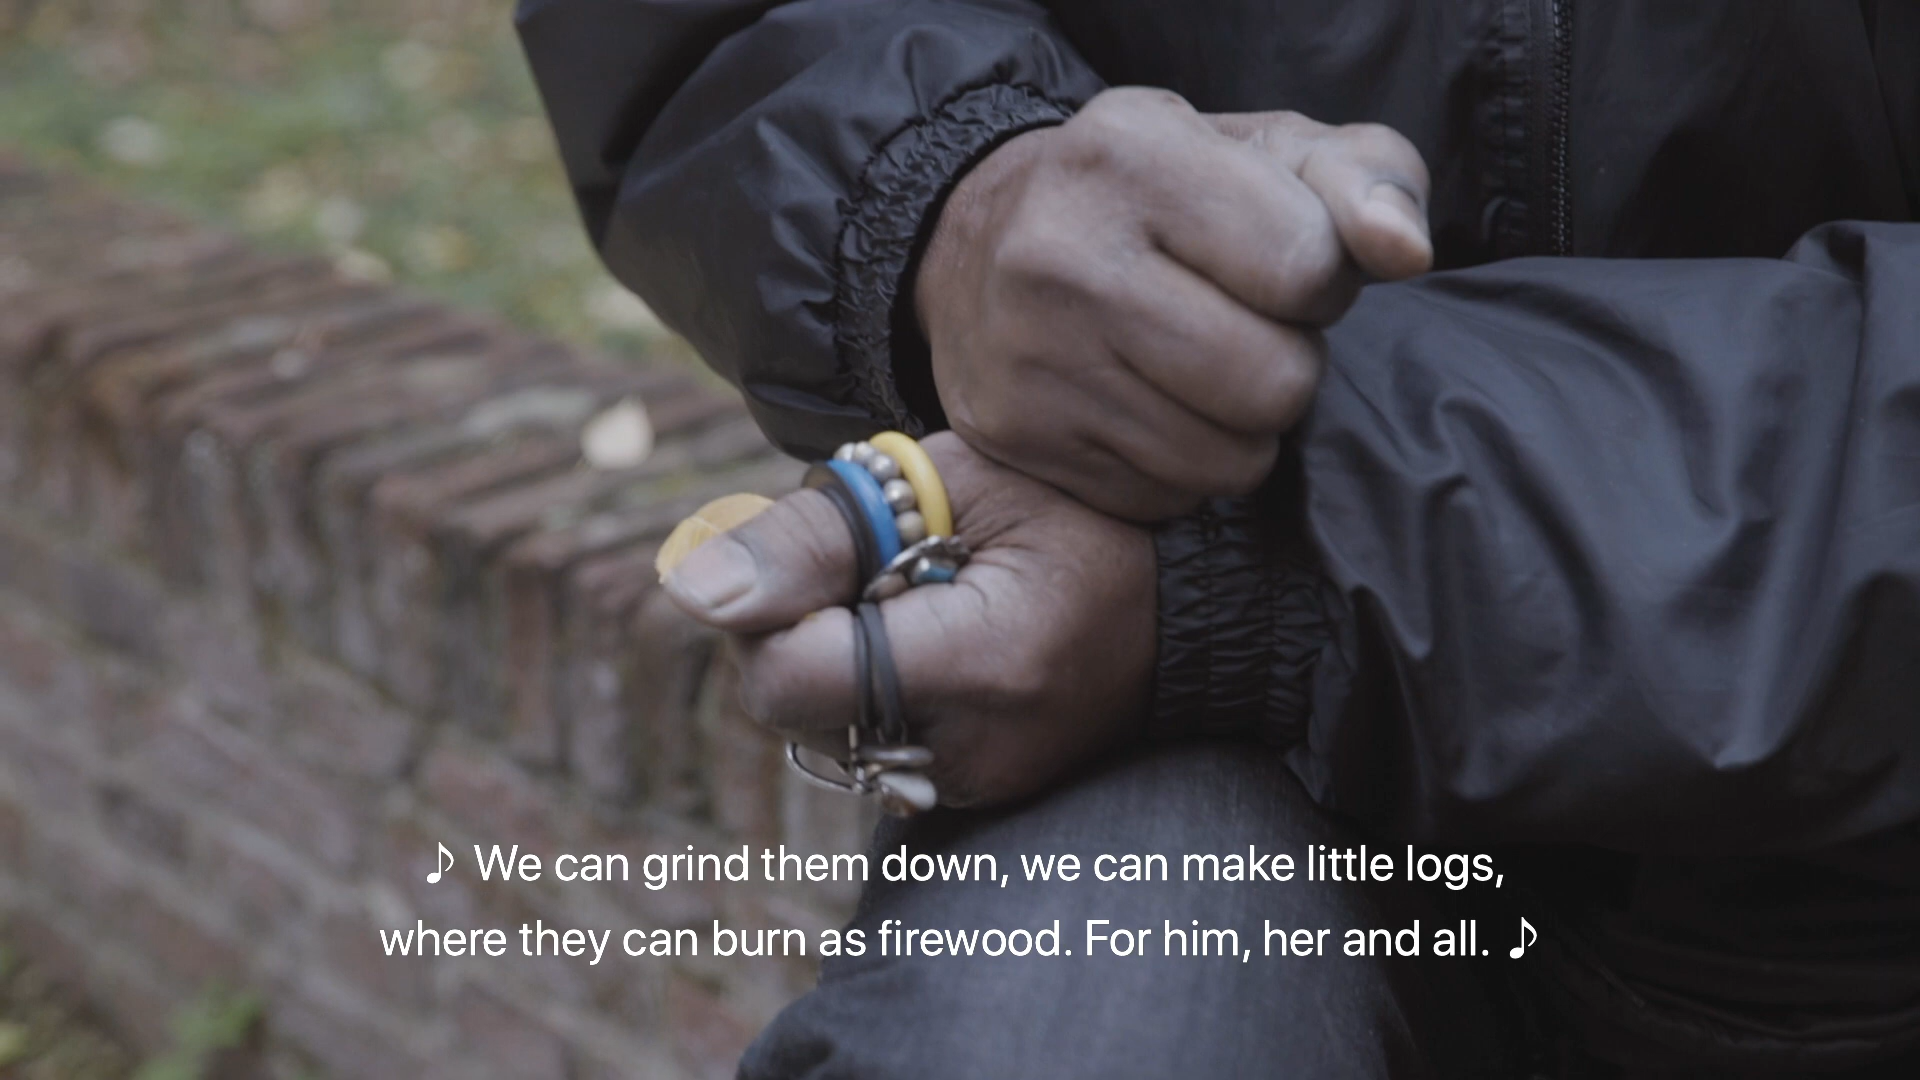 ♪ We can grind them down, we can make little logs,
where they can burn as firewood. For him, her and all. ♪